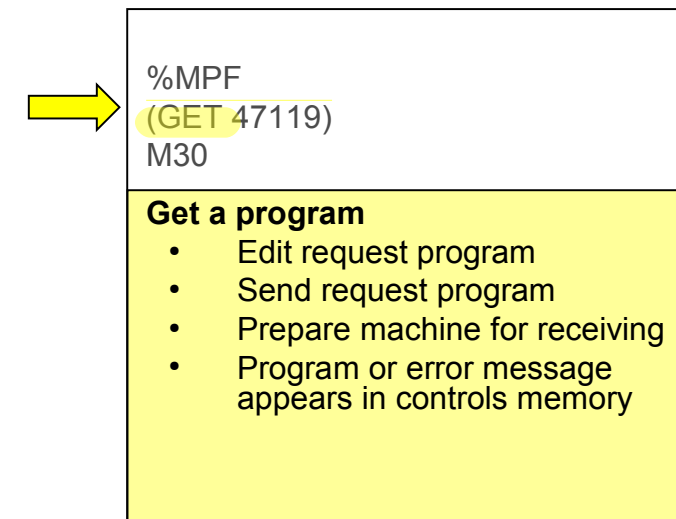 %MPF
(GET 47119)
M30
Get a program
• Edit request program
• Send request program
• Prepare machine for receiving
• Program or error message
appears in controls memory